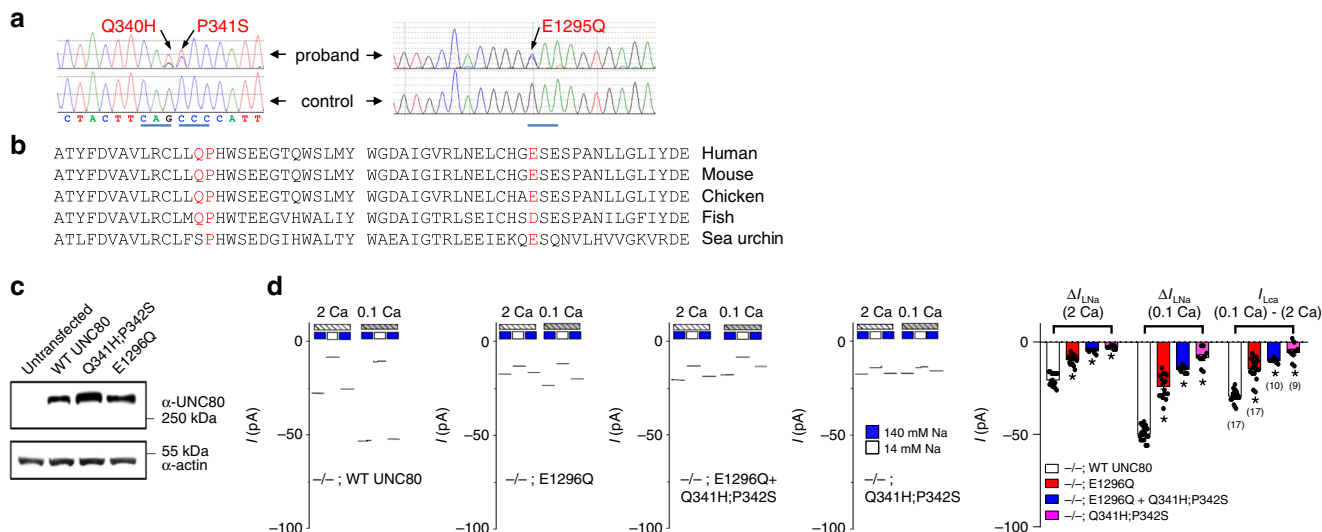 a
Q340H
P341S
E1295Q
proband
control
C T A C T T C A G C C C C A T T
b
ATYFDVAVLRCLLQPHWSEEGTQWSLMY WGDAIGVRLNELCHGESESPANLLGLIYDE Human
ATYFDVAVLRCLLQPHWSEEGTQWSLMY WGDAIGIRLNELCHGESESPANLLGLIYDE Mouse
ATYFDVAVLRCLLQPHWSEEGTQWSLMY WGDAIGVRLNELCHAESESPANLLGLIYDE Chicken
ATYFDVAVLRCLMQPHWTEEGVHWALIY WGDAIGTRLSEICHSDSESPANILGFIYDE Fish
ATLFDVAVLRCLFSPHWSEDGIHWALTY WAEAIGTRLEEIEKQESQNVLHVVGKVRDE Sea urchin
c
Untransfected
WT UNC80
Q341H;P342S
E1296Q
α-UNC80
250 kDa
55 kDa
α-actin
d
2 Ca 0.1 Ca
0
−50
−100
I (pA)
−/− ; WT UNC80
2 Ca 0.1 Ca
0
−50
−100
I (pA)
−/− ; E1296Q
2 Ca 0.1 Ca
0
−50
−100
I (pA)
−/− ; E1296Q+
Q341H;P342S
2 Ca 0.1 Ca
0
−50
−100
I (pA)
140 mM Na
14 mM Na
−/− ;
Q341H;P342S
ΔILNa
(2 Ca)
ΔILNa
(0.1 Ca)
ILca
(0.1 Ca) - (2 Ca)
0
−50
−100
I (pA)
* * * * * * * * *
(17) (17) (10) (9)
−/−; WT UNC80
−/−; E1296Q
−/−; E1296Q + Q341H;P342S
−/−; Q341H;P342S